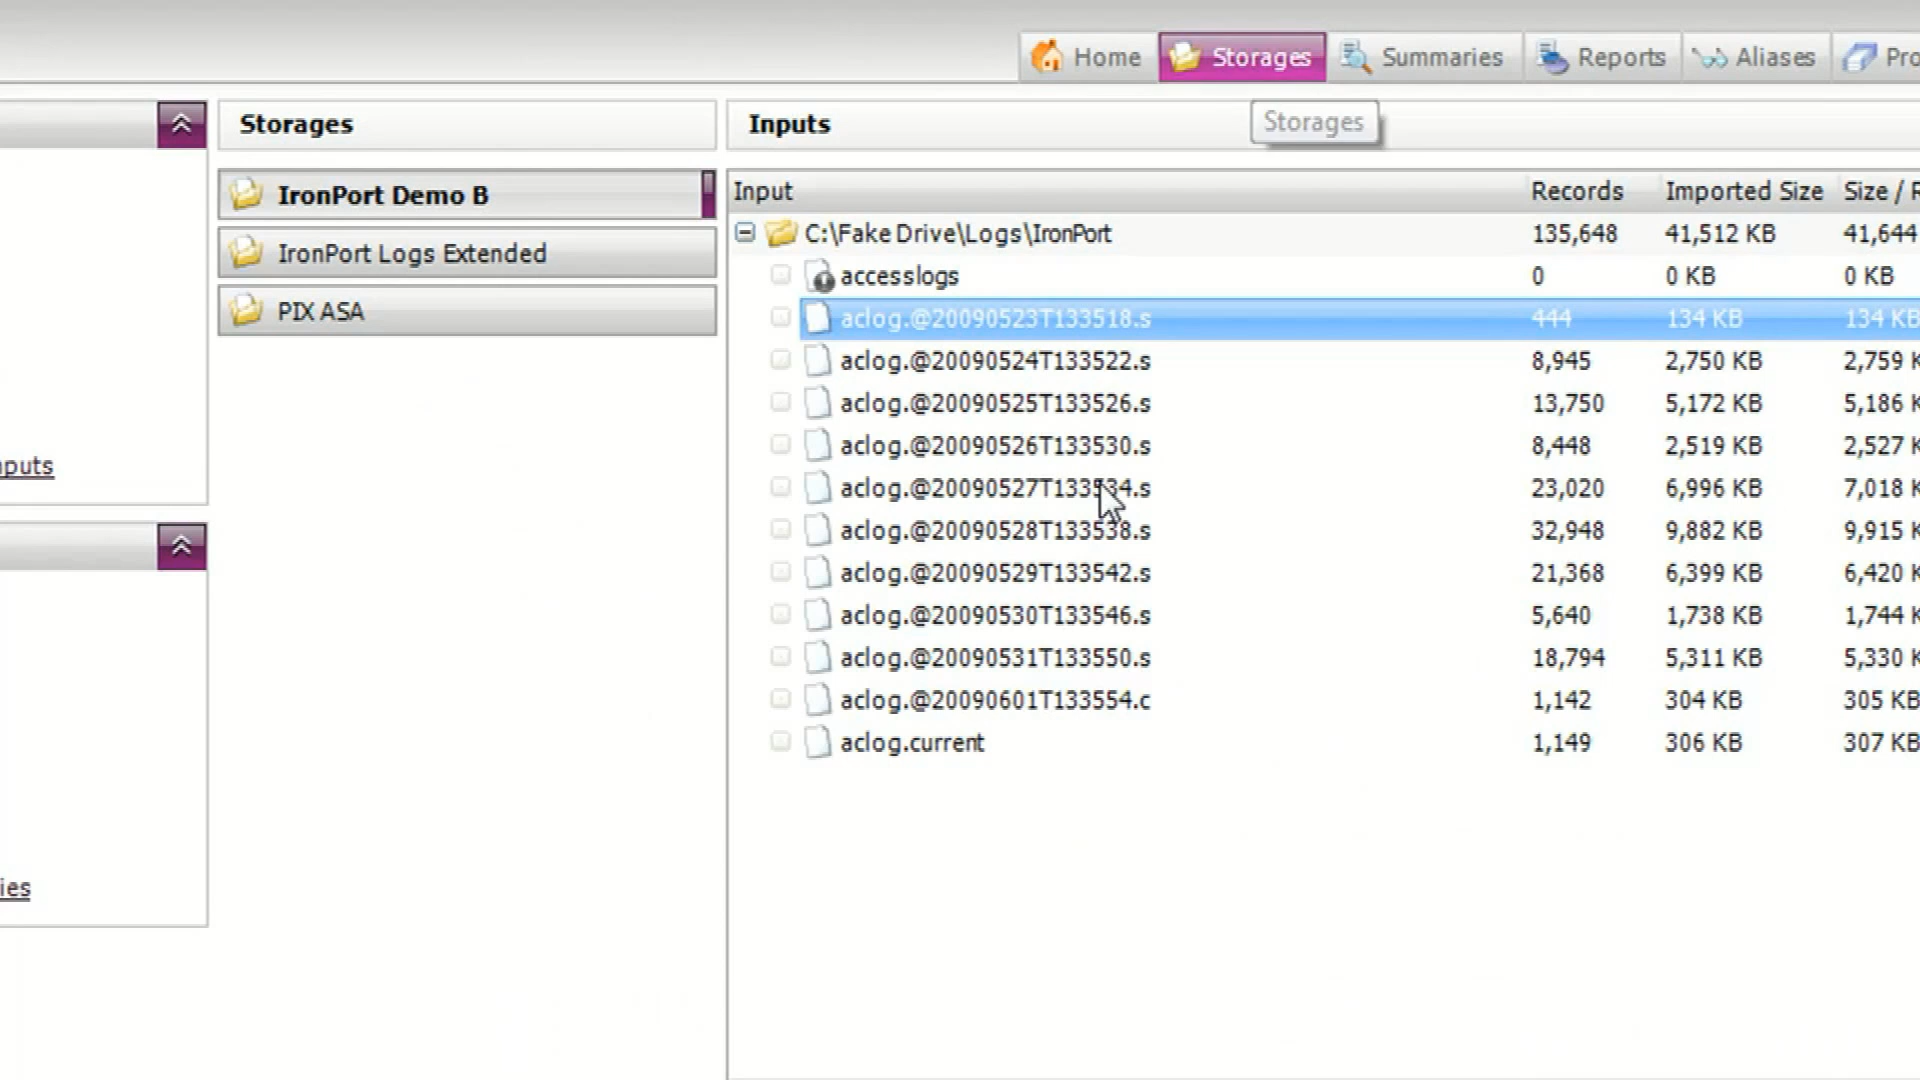 Home Storages Summaries Reports Aliases
Storages
Inputs
Storages
IronPort Demo B
IronPort Logs Extended
PIX ASA
Input Records Imported Size Size /
C:\Fake Drive\Logs\IronPort 135,648 41,512 KB 41,644
accesslogs 0 0 KB 0 KB
aclog.@20090523T133518.s 444 134 KB 134 KB
aclog.@20090524T133522.s 8,945 2,750 KB 2,759 K
aclog.@20090525T133526.s 13,750 5,172 KB 5,186 K
aclog.@20090526T133530.s 8,448 2,519 KB 2,527 K
aclog.@20090527T133534.s 23,020 6,996 KB 7,018 K
aclog.@20090528T133538.s 32,948 9,882 KB 9,915 K
aclog.@20090529T133542.s 21,368 6,399 KB 6,420 K
aclog.@20090530T133546.s 5,640 1,738 KB 1,744 K
aclog.@20090531T133550.s 18,794 5,311 KB 5,330 K
aclog.@20090601T133554.c 1,142 304 KB 305 KB
aclog.current 1,149 306 KB 307 KB